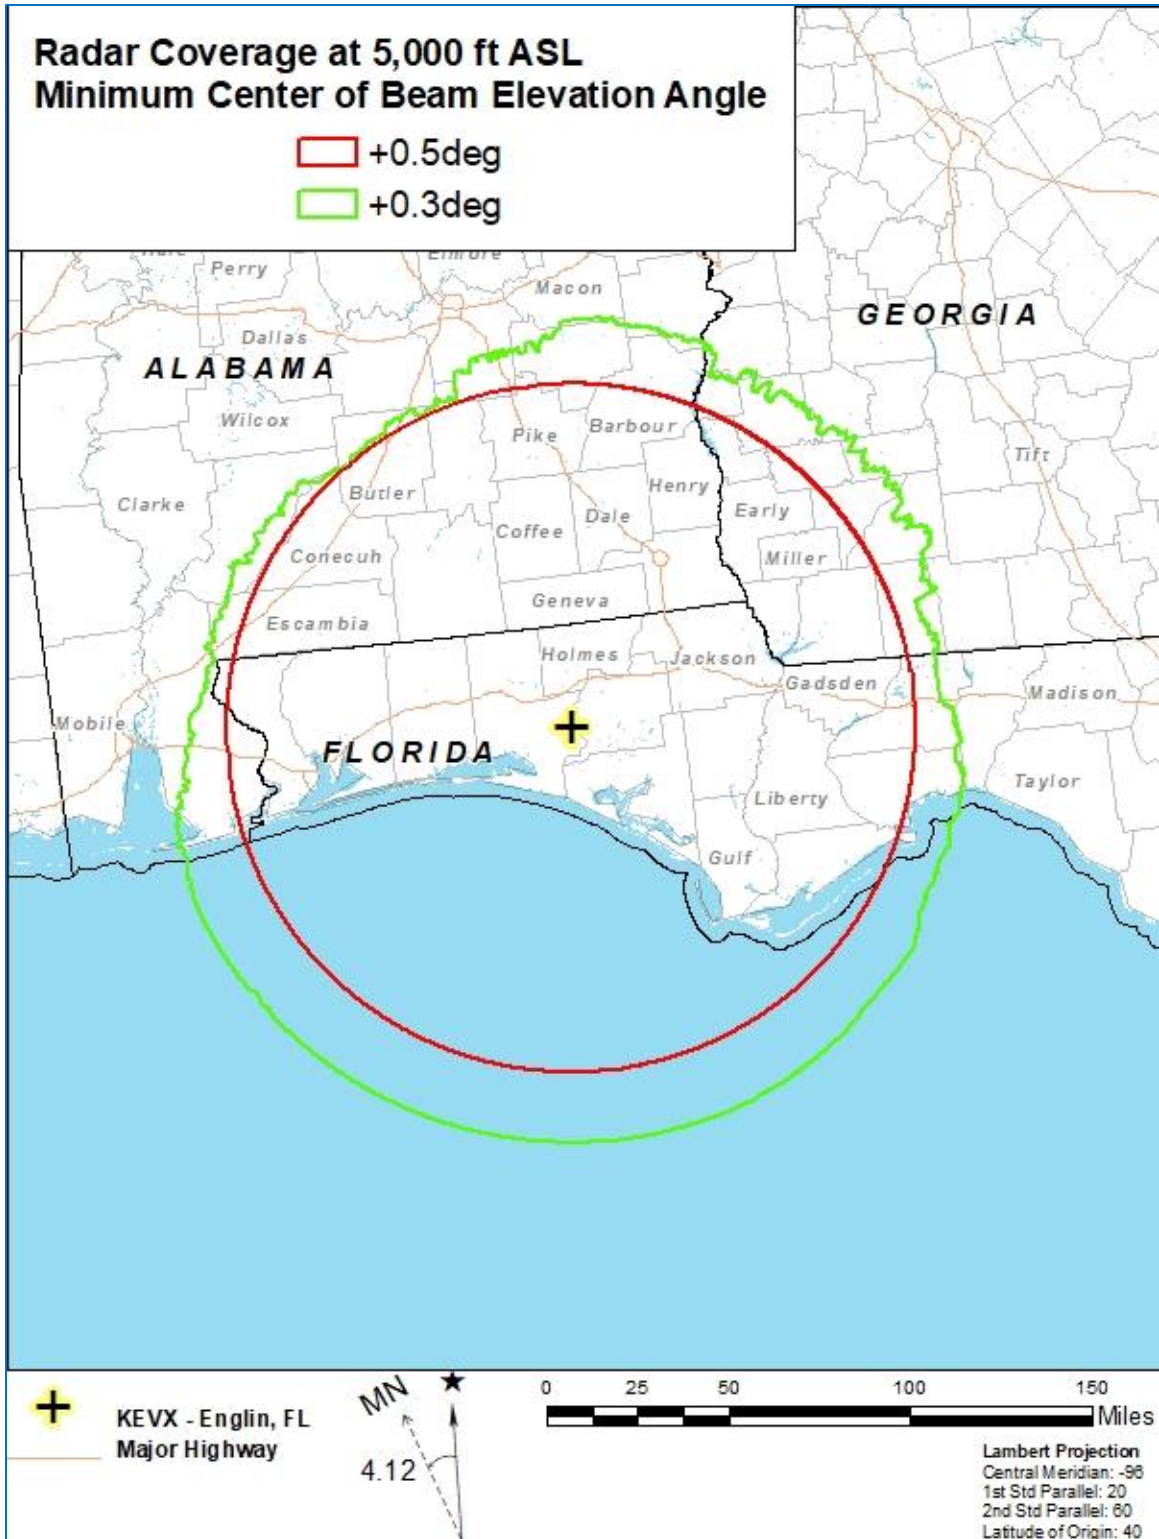 Radar Coverage at 5,000 ft ASL
Minimum Center of Beam Elevation Angle
+0.5deg
+0.3deg
Perry
Elmore
Macon
GEORGIA
Dallas
ALABAMA
Wilcox
Pike
Barbour
Tift
Clarke
Butler
Henry
Coffee
Dale
Early
Conecuh
Miller
Geneva
Escambia
Holmes
Jackson
Gadsden
Madison
Mobile
FLORIDA
Taylor
Liberty
Gulf
KEVX - Englin, FL
Major Highway
MN
4.12
0 25 50 100 150
Miles
Lambert Projection
Central Meridian: -96
1st Std Parallel: 20
2nd Std Parallel: 60
Latitude of Origin: 40